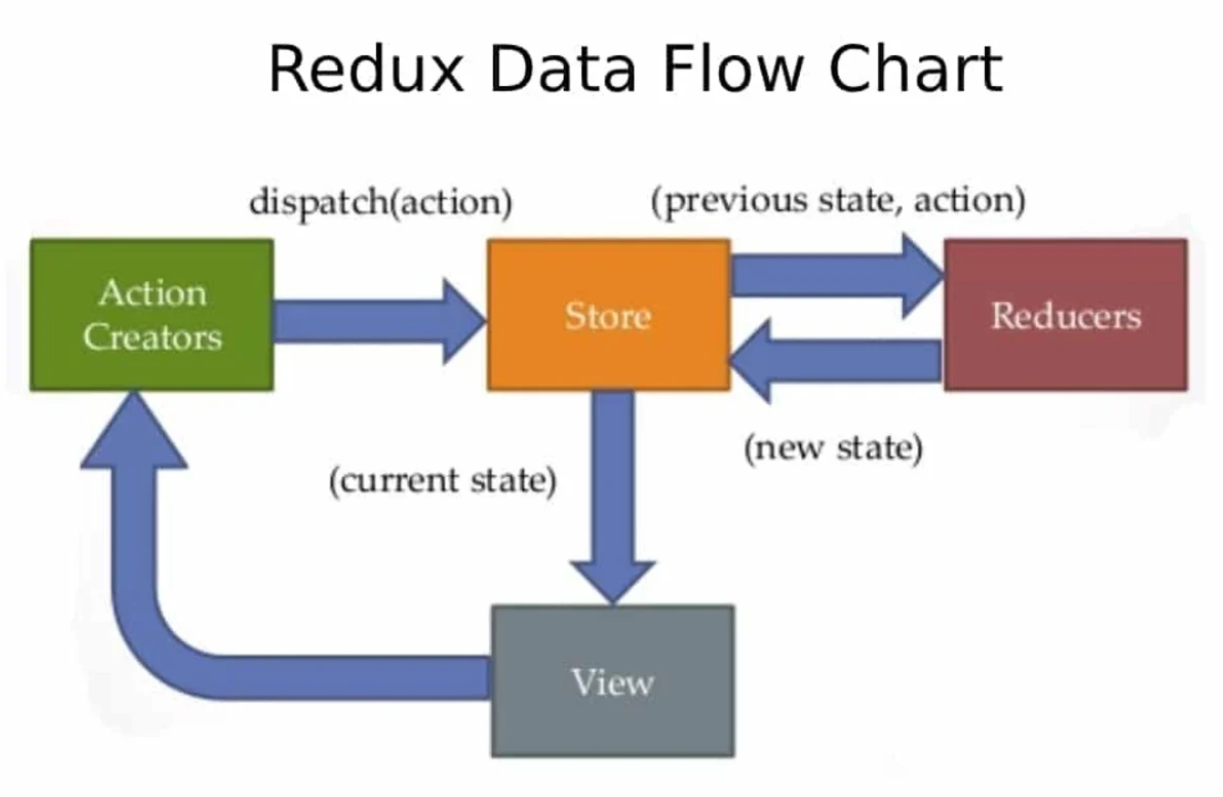 Redux Data Flow Chart
dispatch(action)
(previous state, action)
Action
Creators
Store
Reducers
(new state)
(current state)
View